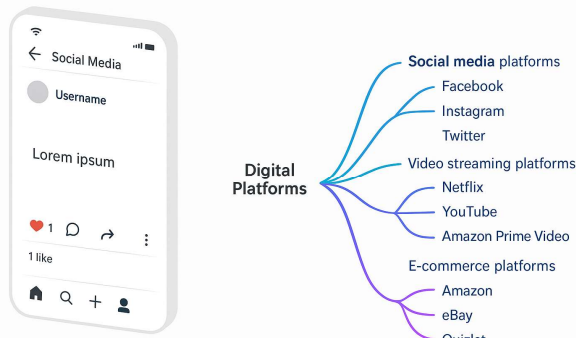 Social Media
Username
Lorem ipsum
1
1 like
Digital
Platforms
Social media platforms
Facebook
Instagram
Twitter
Video streaming platforms
Netflix
YouTube
Amazon Prime Video
E-commerce platforms
Amazon
eBay